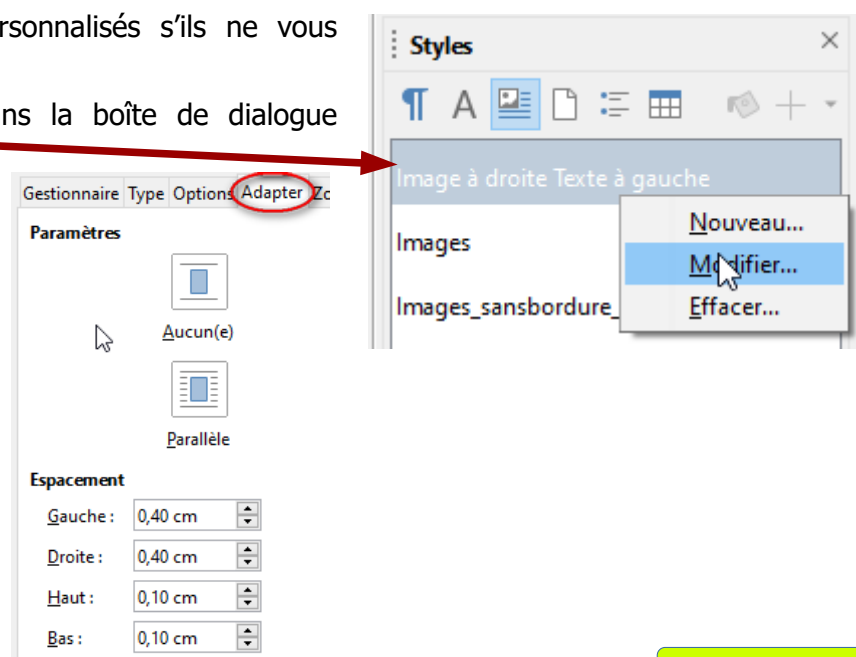 rsonnalisés s'ils ne vous
ns la boîte de dialogue
Styles
Image à droite Texte à gauche
Images
Images_sansbordure_
Nouveau...
Modifier...
Effacer...
Gestionnaire Type Options Adapter
Paramètres
Aucun(e)
Parallèle
Espacement
Gauche : 0,40 cm
Droite : 0,40 cm
Haut : 0,10 cm
Bas : 0,10 cm